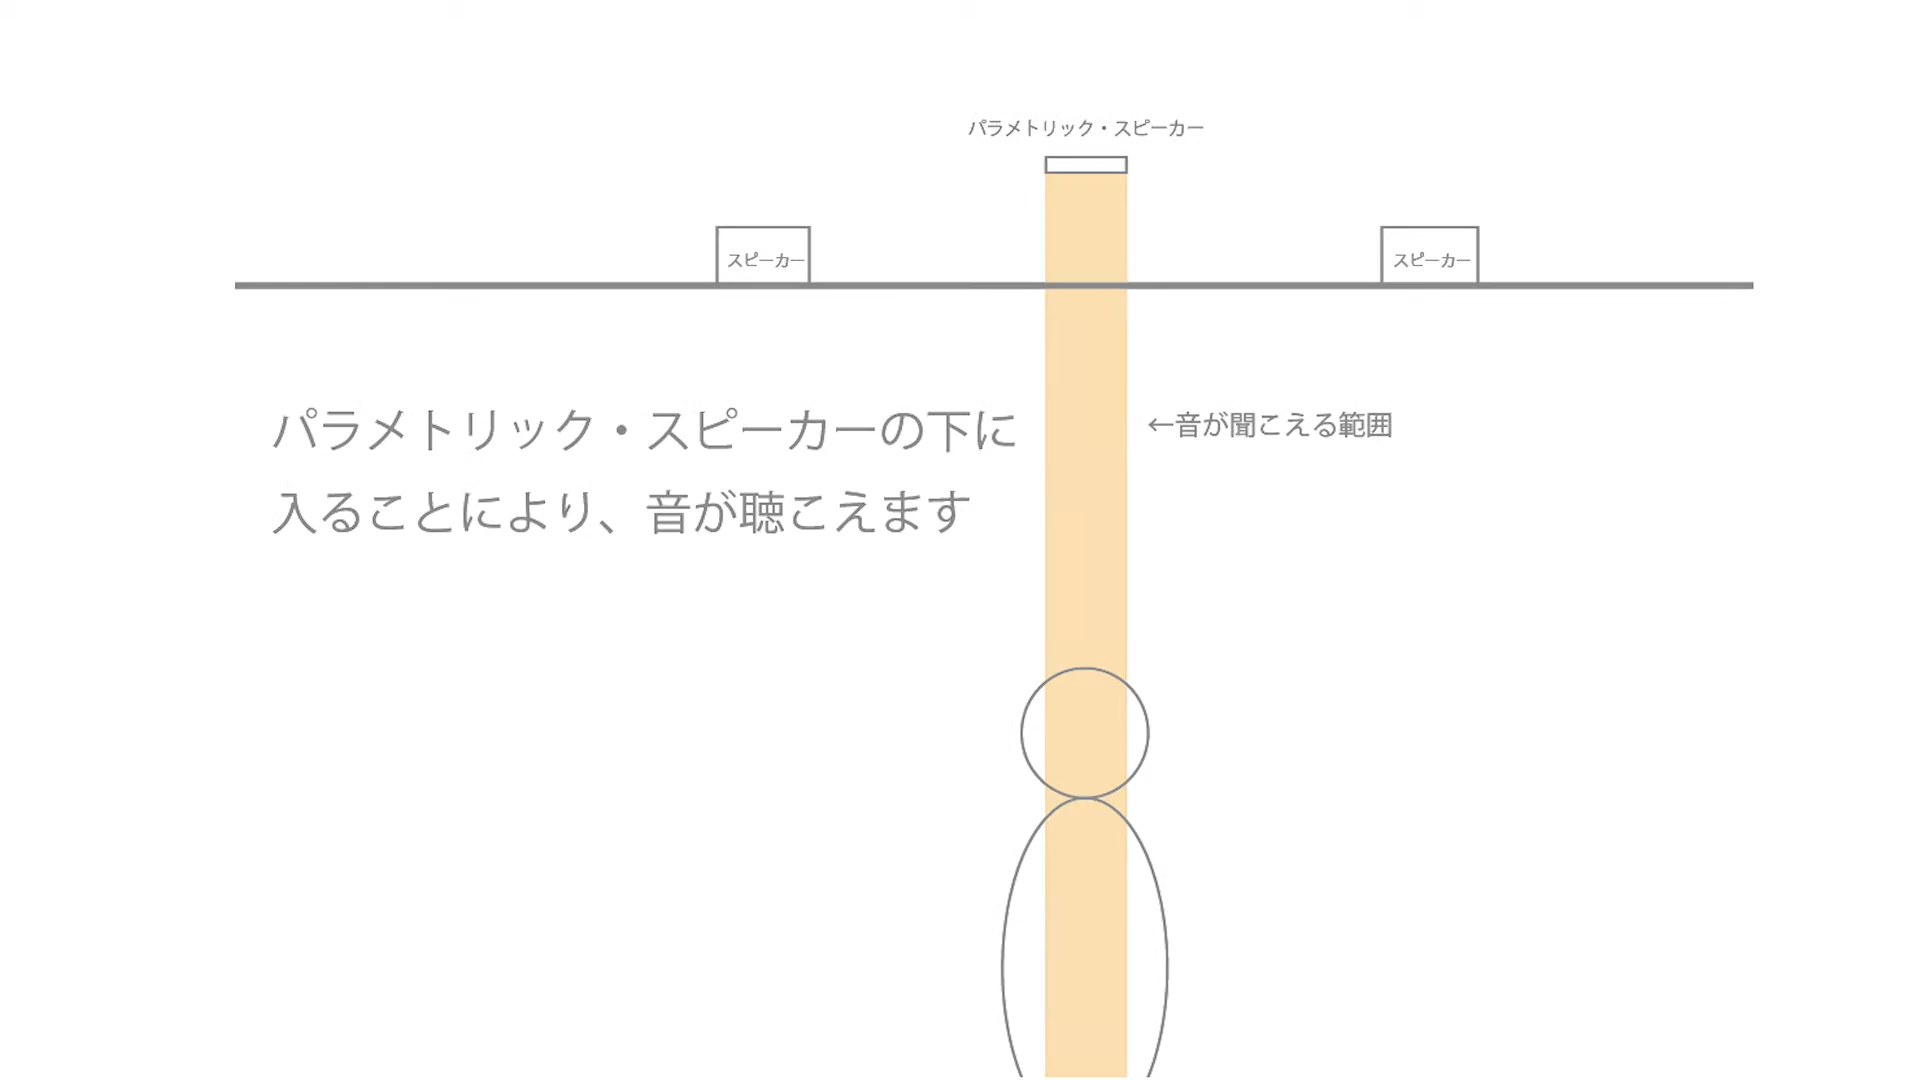 パラメトリック・スピーカー
スピーカー
スピーカー
パラメトリック・スピーカーの下に
入ることにより、音が聴こえます
←音が聞こえる範囲